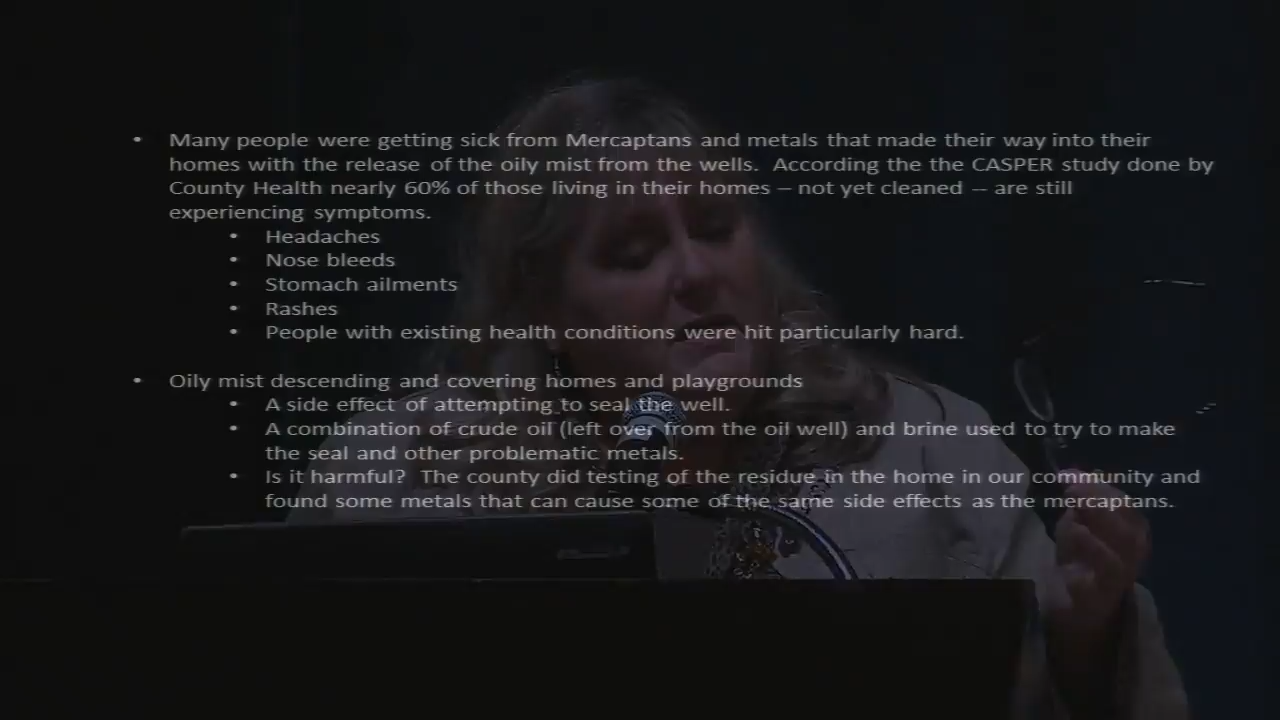 • Many people were getting sick from Mercaptans and metals that made their way into their
homes with the release of the oily mist from the wells. According the the CASPER study done by
County Health nearly 60% of those living in their homes – not yet cleaned -- are still
experiencing symptoms.
• Headaches
• Nose bleeds
• Stomach ailments
• Rashes
• People with existing health conditions were hit particularly hard.
• Oily mist descending and covering homes and playgrounds
• A side effect of attempting to seal the well.
• A combination of crude oil (left over from the oil well) and brine used to try to make
the seal and other problematic metals.
• Is it harmful? The county did testing of the residue in the home in our community and
found some metals that can cause some of the same side effects as the mercaptans.